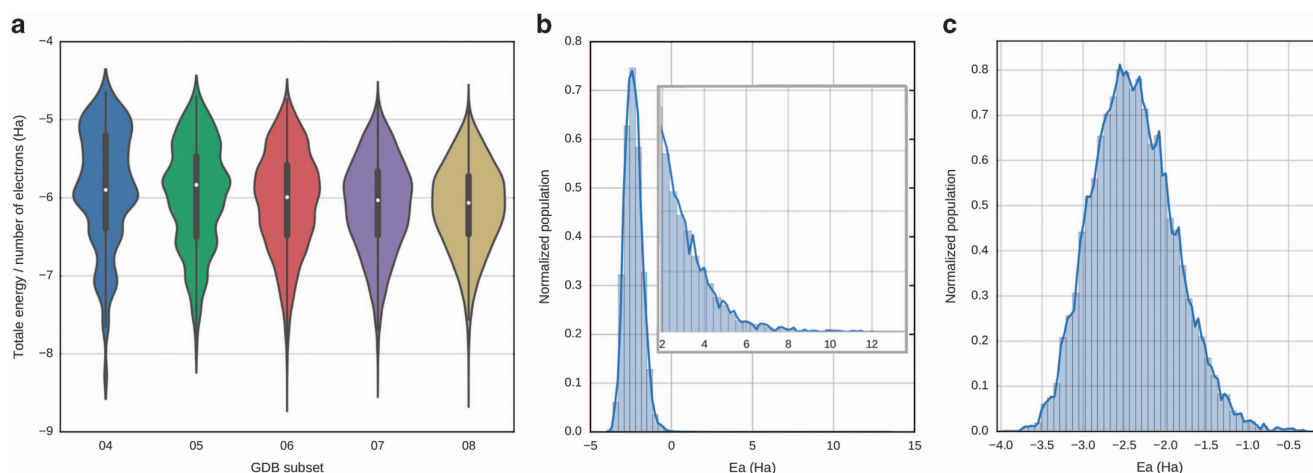 a
b
c
Totale energy / number of electrons (Ha)
−4
−5
−6
−7
−8
−9
04 05 06 07 08
GDB subset
Normalized population
0.8
0.7
0.6
0.5
0.4
0.3
0.2
0.1
0.0
2 4 6 8 10 12
−5 0 5 10 15
Ea (Ha)
Normalized population
0.8
0.7
0.6
0.5
0.4
0.3
0.2
0.1
0.0
−4.0 −3.5 −3.0 −2.5 −2.0 −1.5 −1.0 −0.5
Ea (Ha)